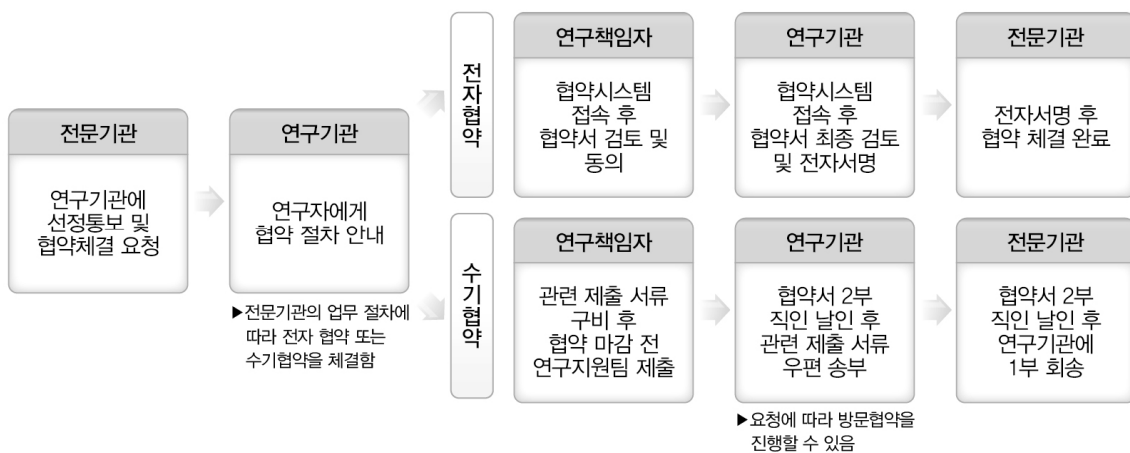 전문기관
연구기관에
선정통보 및
협약체결 요청
연구기관
연구자에게
협약 절차 안내
▶전문기관의 업무 절차에
따라 전자 협약 또는
수기협약을 체결함
전자협약
연구책임자
협약시스템
접속 후
협약서 검토 및
동의
연구기관
협약시스템
접속 후
협약서 최종 검토
및 전자서명
전문기관
전자서명 후
협약 체결 완료
수기협약
연구책임자
관련 제출 서류
구비 후
협약 마감 전
연구지원팀 제출
연구기관
협약서 2부
직인 날인 후
관련 제출 서류
우편 송부
▶요청에 따라 방문협약을
진행할 수 있음
전문기관
협약서 2부
직인 날인 후
연구기관에
1부 회송